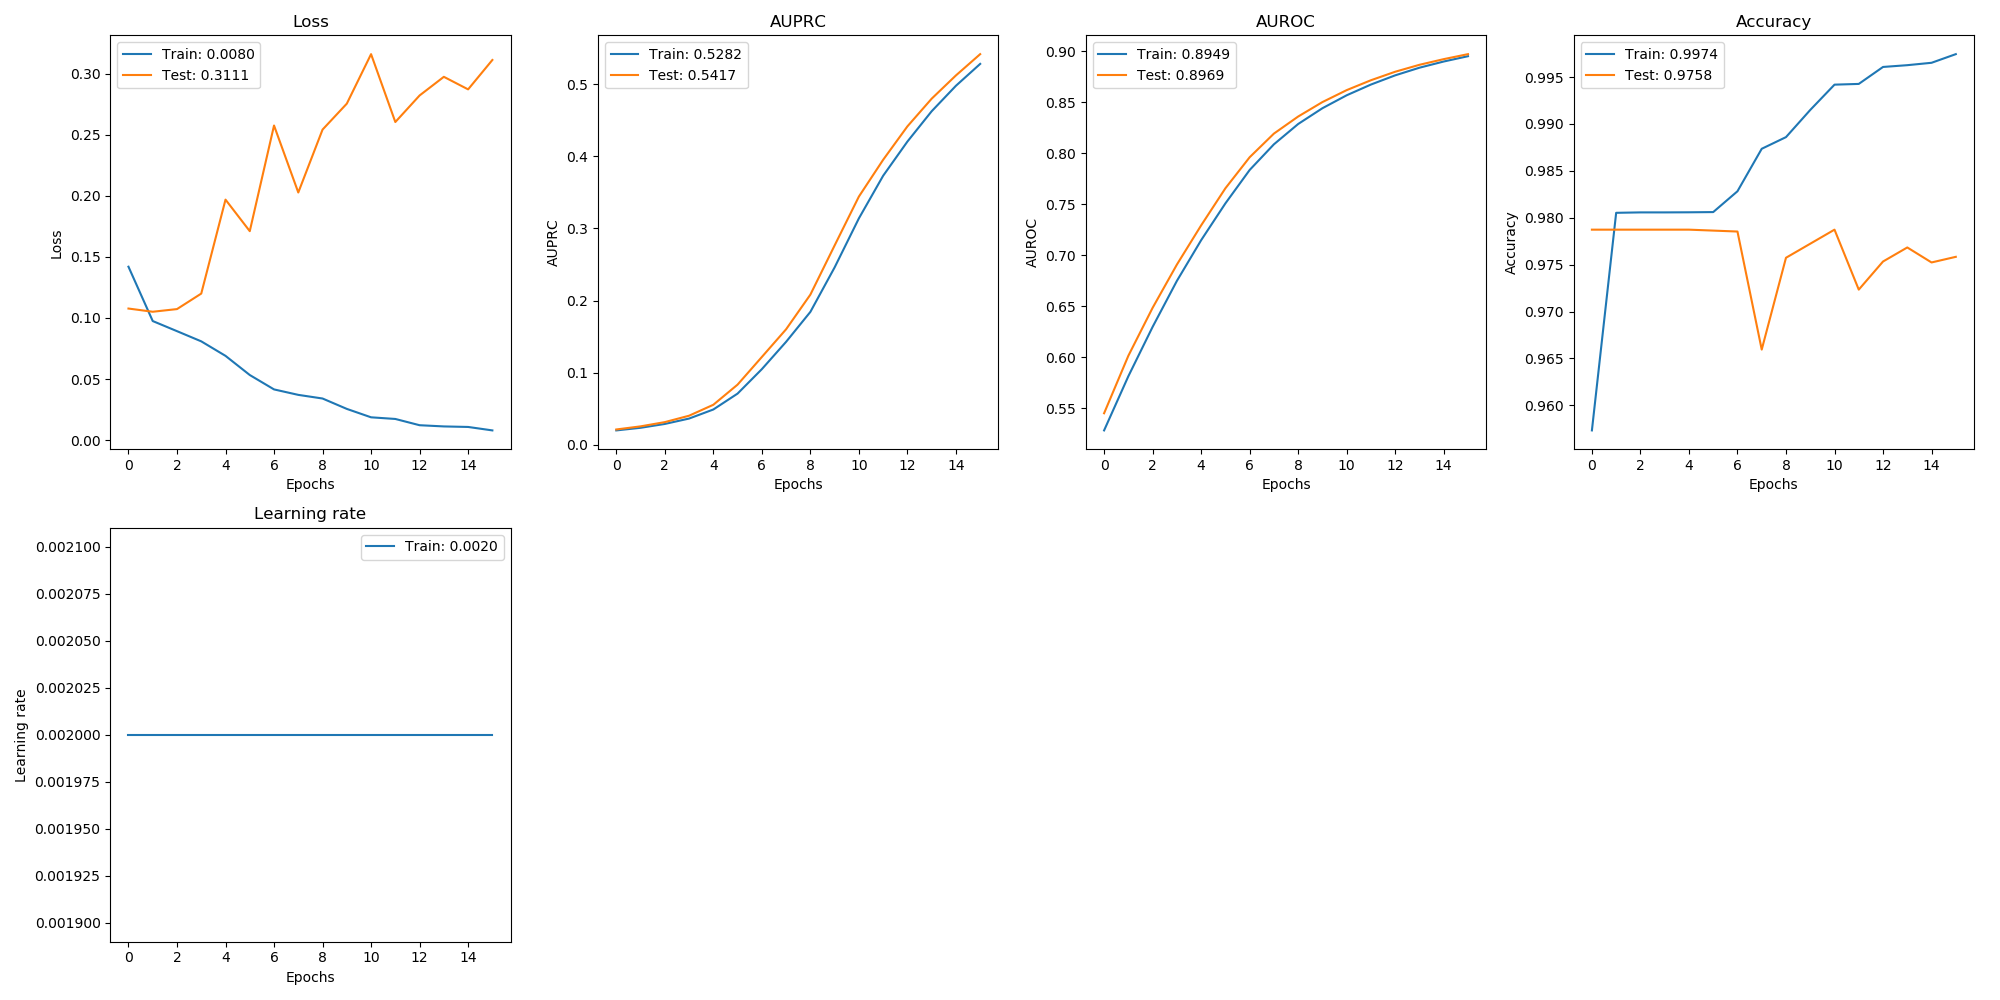 Loss
Train: 0.0080
Test: 0.3111
0.30
0.25
0.20
0.15
0.10
0.05
0.00
Loss
0 2 4 6 8 10 12 14
Epochs
AUPRC
Train: 0.5282
Test: 0.5417
0.5
0.4
0.3
0.2
0.1
0.0
AUPRC
0 2 4 6 8 10 12 14
Epochs
AUROC
Train: 0.8949
Test: 0.8969
0.90
0.85
0.80
0.75
0.70
0.65
0.60
0.55
AUROC
0 2 4 6 8 10 12 14
Epochs
Accuracy
Train: 0.9974
Test: 0.9758
0.995
0.990
0.985
0.980
0.975
0.970
0.965
0.960
Accuracy
0 2 4 6 8 10 12 14
Epochs
Learning rate
Train: 0.0020
0.002100
0.002075
0.002050
0.002025
0.002000
0.001975
0.001950
0.001925
0.001900
Learning rate
0 2 4 6 8 10 12 14
Epochs